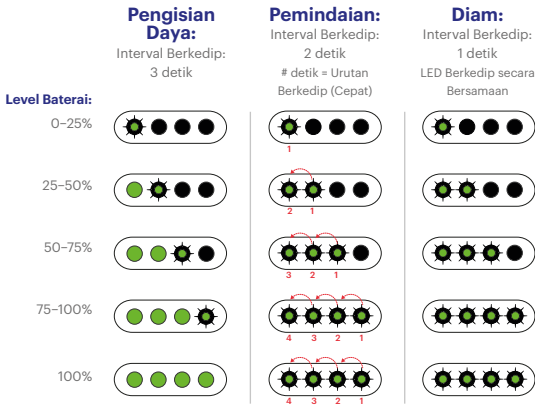 Pengisian
Daya:
Interval Berkedip:
3 detik
Pemindaian:
Interval Berkedip:
2 detik
# detik = Urutan
Berkedip (Cepat)
Diam:
Interval Berkedip:
1 detik
LED Berkedip secara
Bersamaan
Level Baterai:
0–25%
1
25–50%
2 1
50–75%
3 2 1
75–100%
4 3 2 1
100%
4 3 2 1